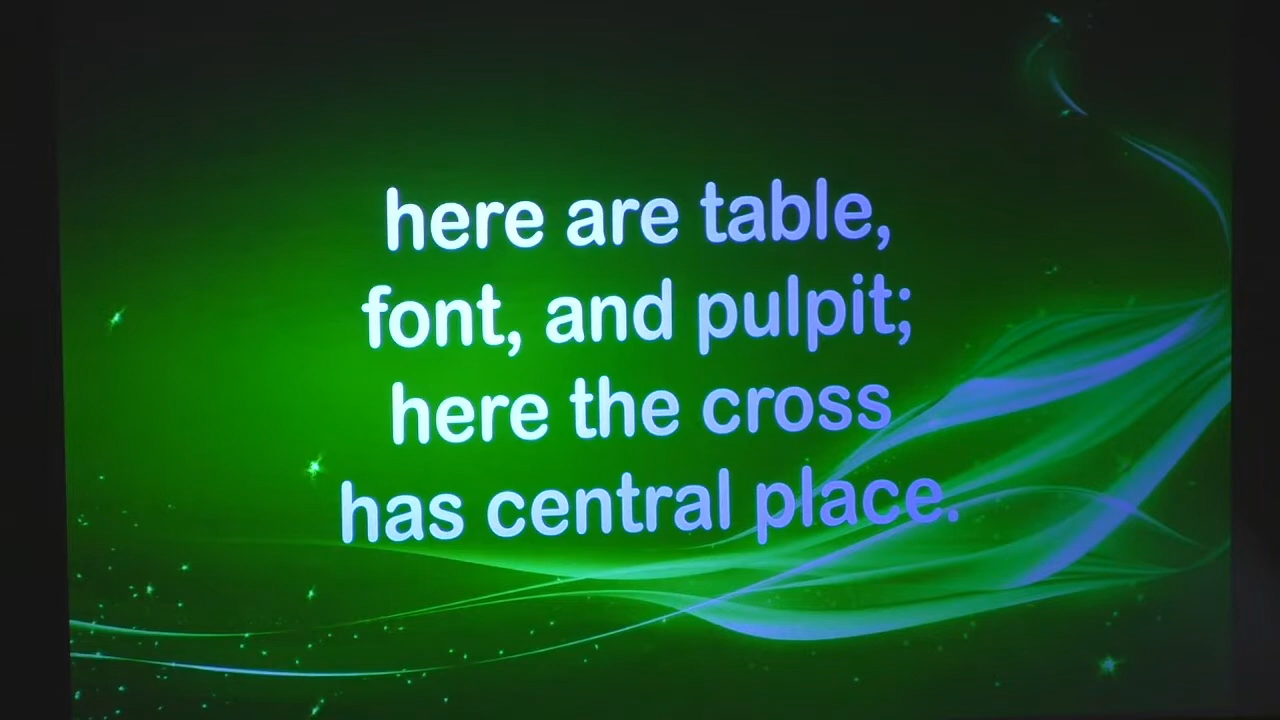 here are table,
font, and pulpit;
here the cross
has central place.